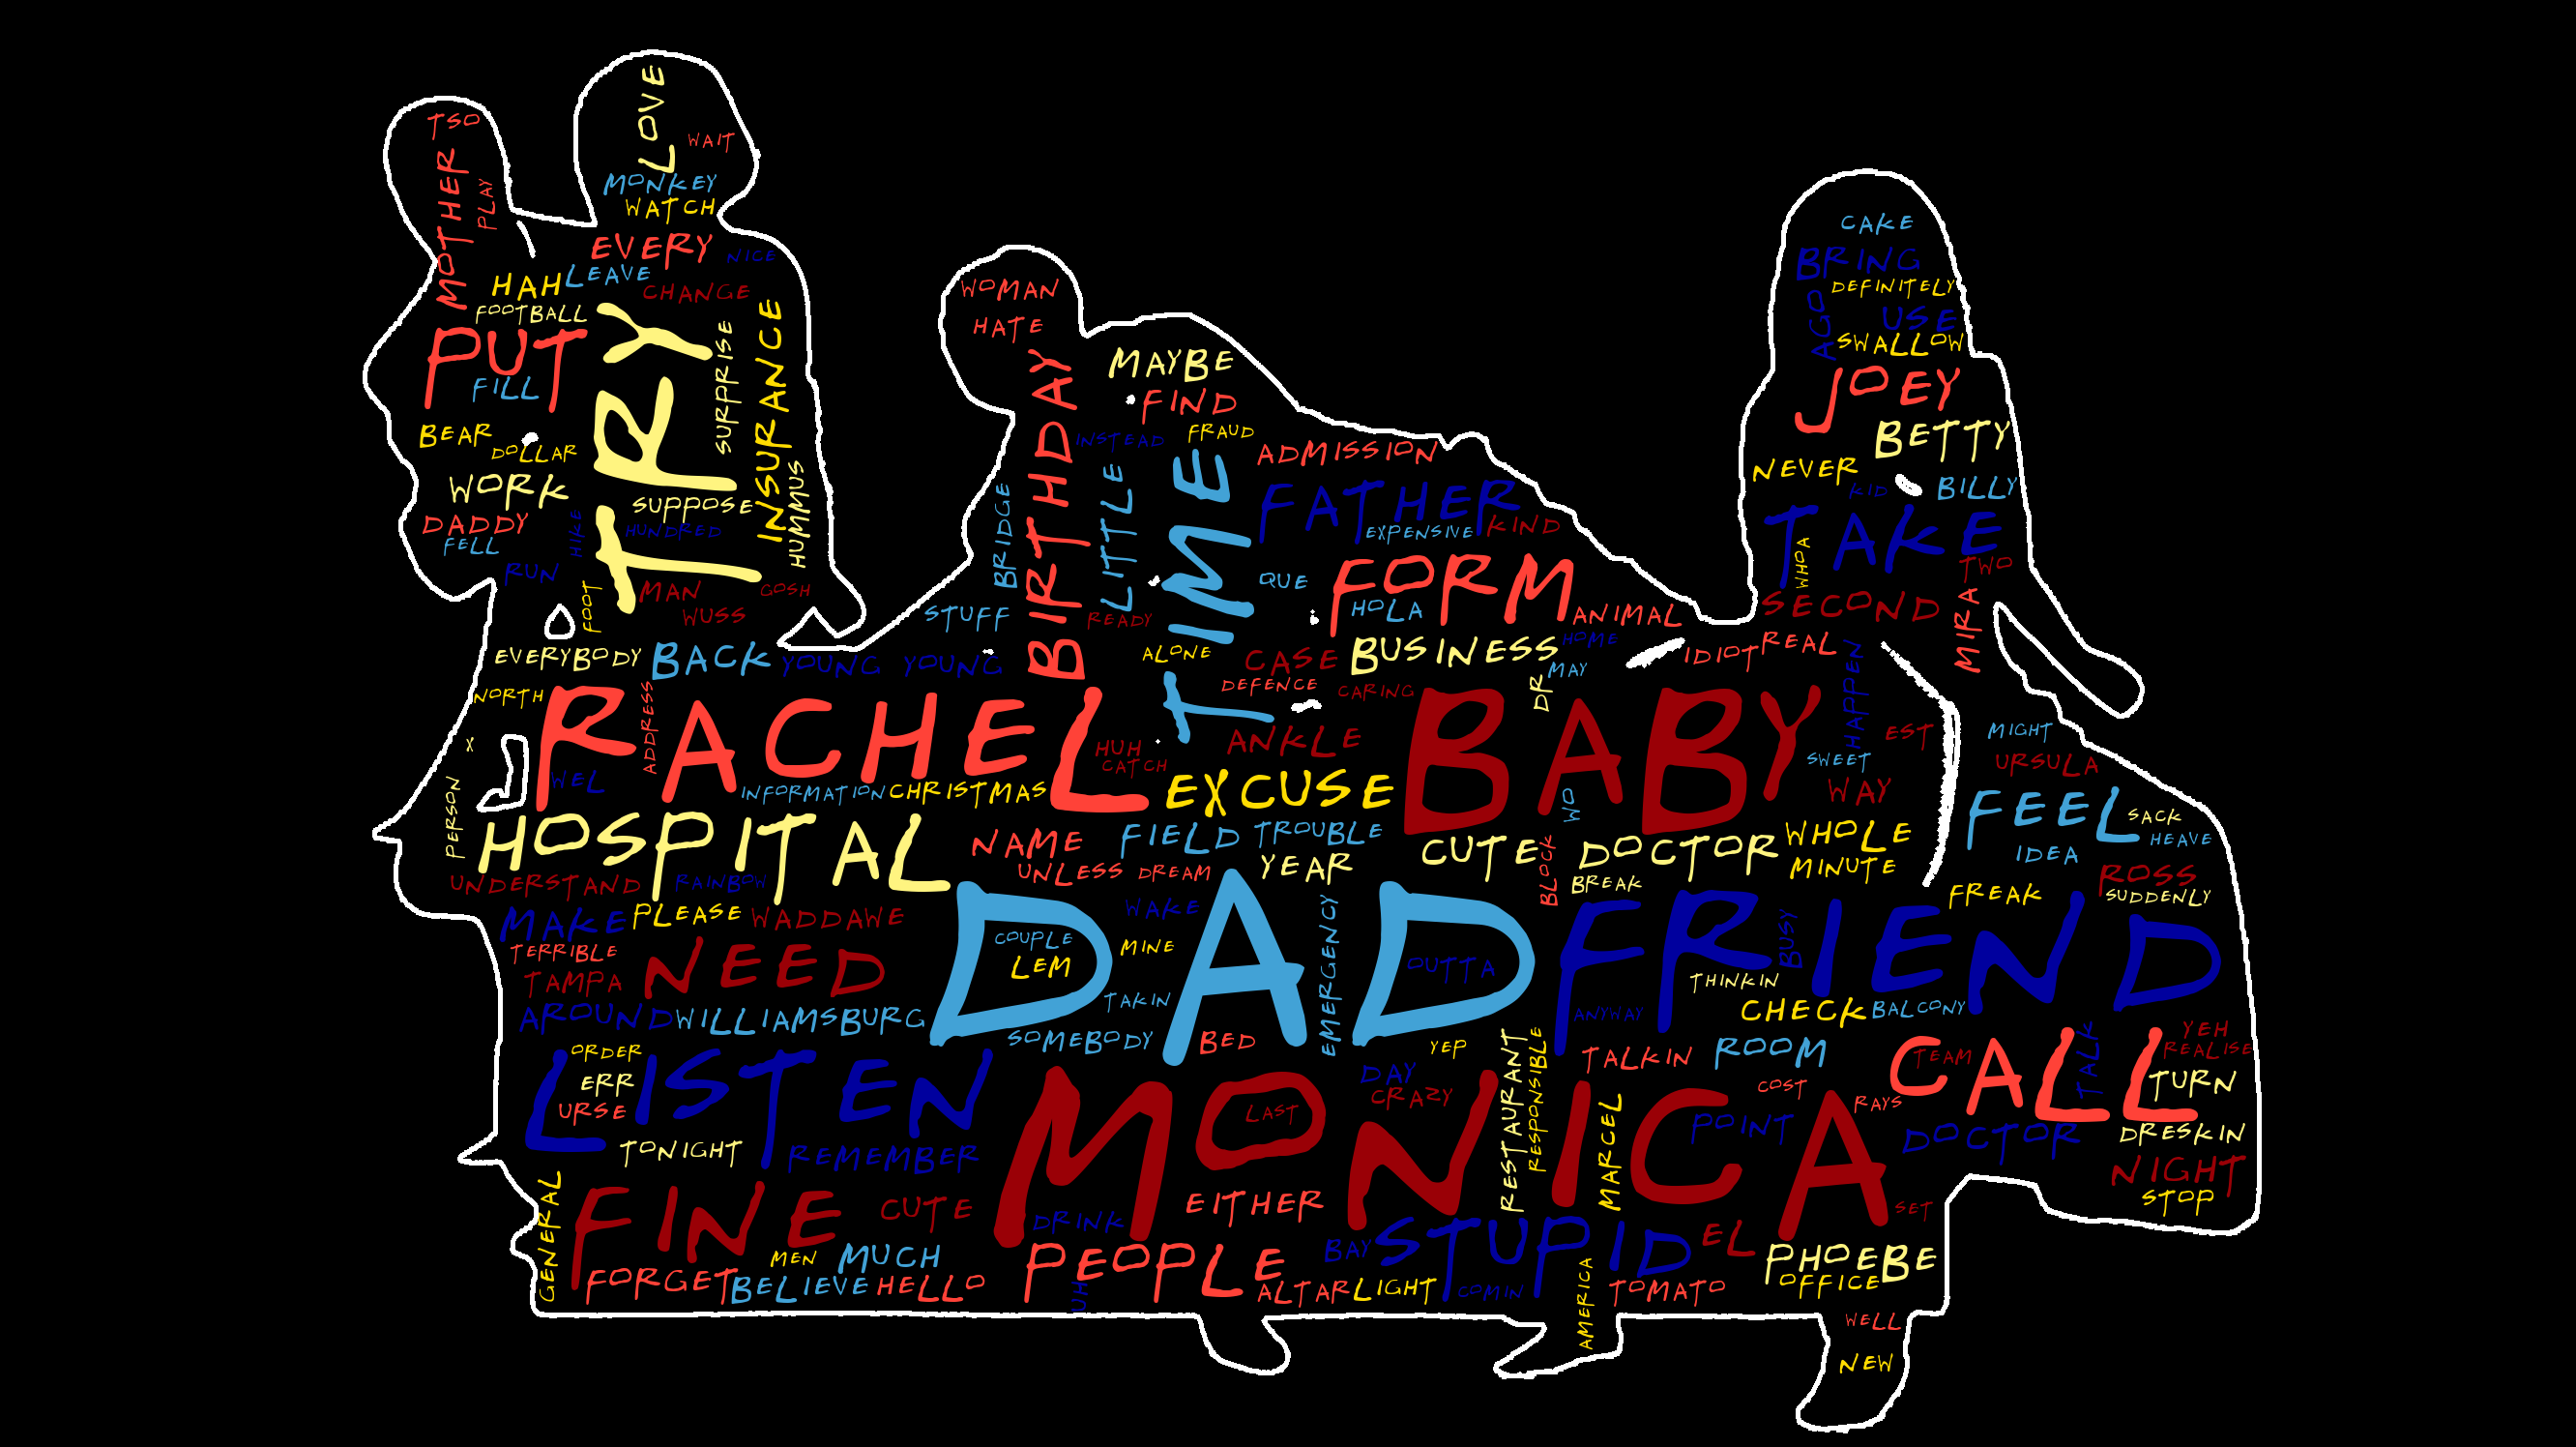 LOVE
TSO
WAIT
MOTHER
PLAY
MONKEY
WATCH
EVERY
NICE
HAH
LEAVE
CHANGE
FOOTBALL
PUT
FILL
TRY
SURPRISE
INSURANCE
HUMMUS
BEAR
DOLLAR
WORK
SUPPOSE
DADDY
FELL
HIKE
HUNDRED
RUN
FOOT
MAN
GOSH
WUSS
WOMAN
HATE
BIRTHDAY
MAYBE
FIND
INSTEAD
FRAUD
ADMISSION
BRIDGE
LITTLE
TIME
FATHER
EXPENSIVE
KIND
QUE
FORM
HOLA
ANIMAL
STUFF
READY
CAKE
BRING
DEFINITELY
AGO
USE
SWALLOW
JOEY
BETTY
NEVER
KID
BILLY
TAKE
WHOA
TWO
SECOND
MIRA
EVERYBODY
BACK
YOUNG
YOUNG
ALONE
CASE
BUSINESS
HOME
MAY
DR
IDIOT
REAL
HAPPEN
DEFENCE
CARING
NORTH
ADDRESS
RACHEL
HUH
CATCH
ANKLE
BABY
EST
MIGHT
SWEET
URSULA
X
WEL
INFORMATION
CHRISTMAS
EXCUSE
WO
WAY
FEEL
SACK
HEAVE
PERSON
HOSPITAL
NAME
FIELD
TROUBLE
CUTE
DOCTOR
WHOLE
MINUTE
IDEA
UNDERSTAND
RAINBOW
UNLESS
DREAM
YEAR
BLOCK
BREAK
FREAK
ROSS
SUDDENLY
MAKE
PLEASE
WADDAWE
DAD
WAKE
COUPLE
LEM
MINE
EMERGENCY
OUTTA
FRIEND
BUSY
TERRIBLE
TAMPA
NEED
TAKIN
THINKIN
AROUND
WILLIAMSBURG
ANYWAY
CHECK
BALCONY
SOMEBODY
BED
YEP
RESTAURANT
RESPONSIBLE
TALKIN
ROOM
CALL
TEAM
TALK
YEH
REALISE
TURN
ORDER
ERR
URSE
LISTEN
MONICA
LAST
DAY
CRAZY
MARCEL
COST
POINT
RAYS
DOCTOR
DRESKIN
TONIGHT
REMEMBER
NIGHT
STOP
GENERAL
FINE
CUTE
DRINK
EITHER
SET
MEN
MUCH
PEOPLE
BAY
STUPID
EL
PHOEBE
OFFICE
FORGET
BELIEVE
HELLO
UH
ALTAR
LIGHT
COMIN
AMERICA
TOMATO
WELL
NEW